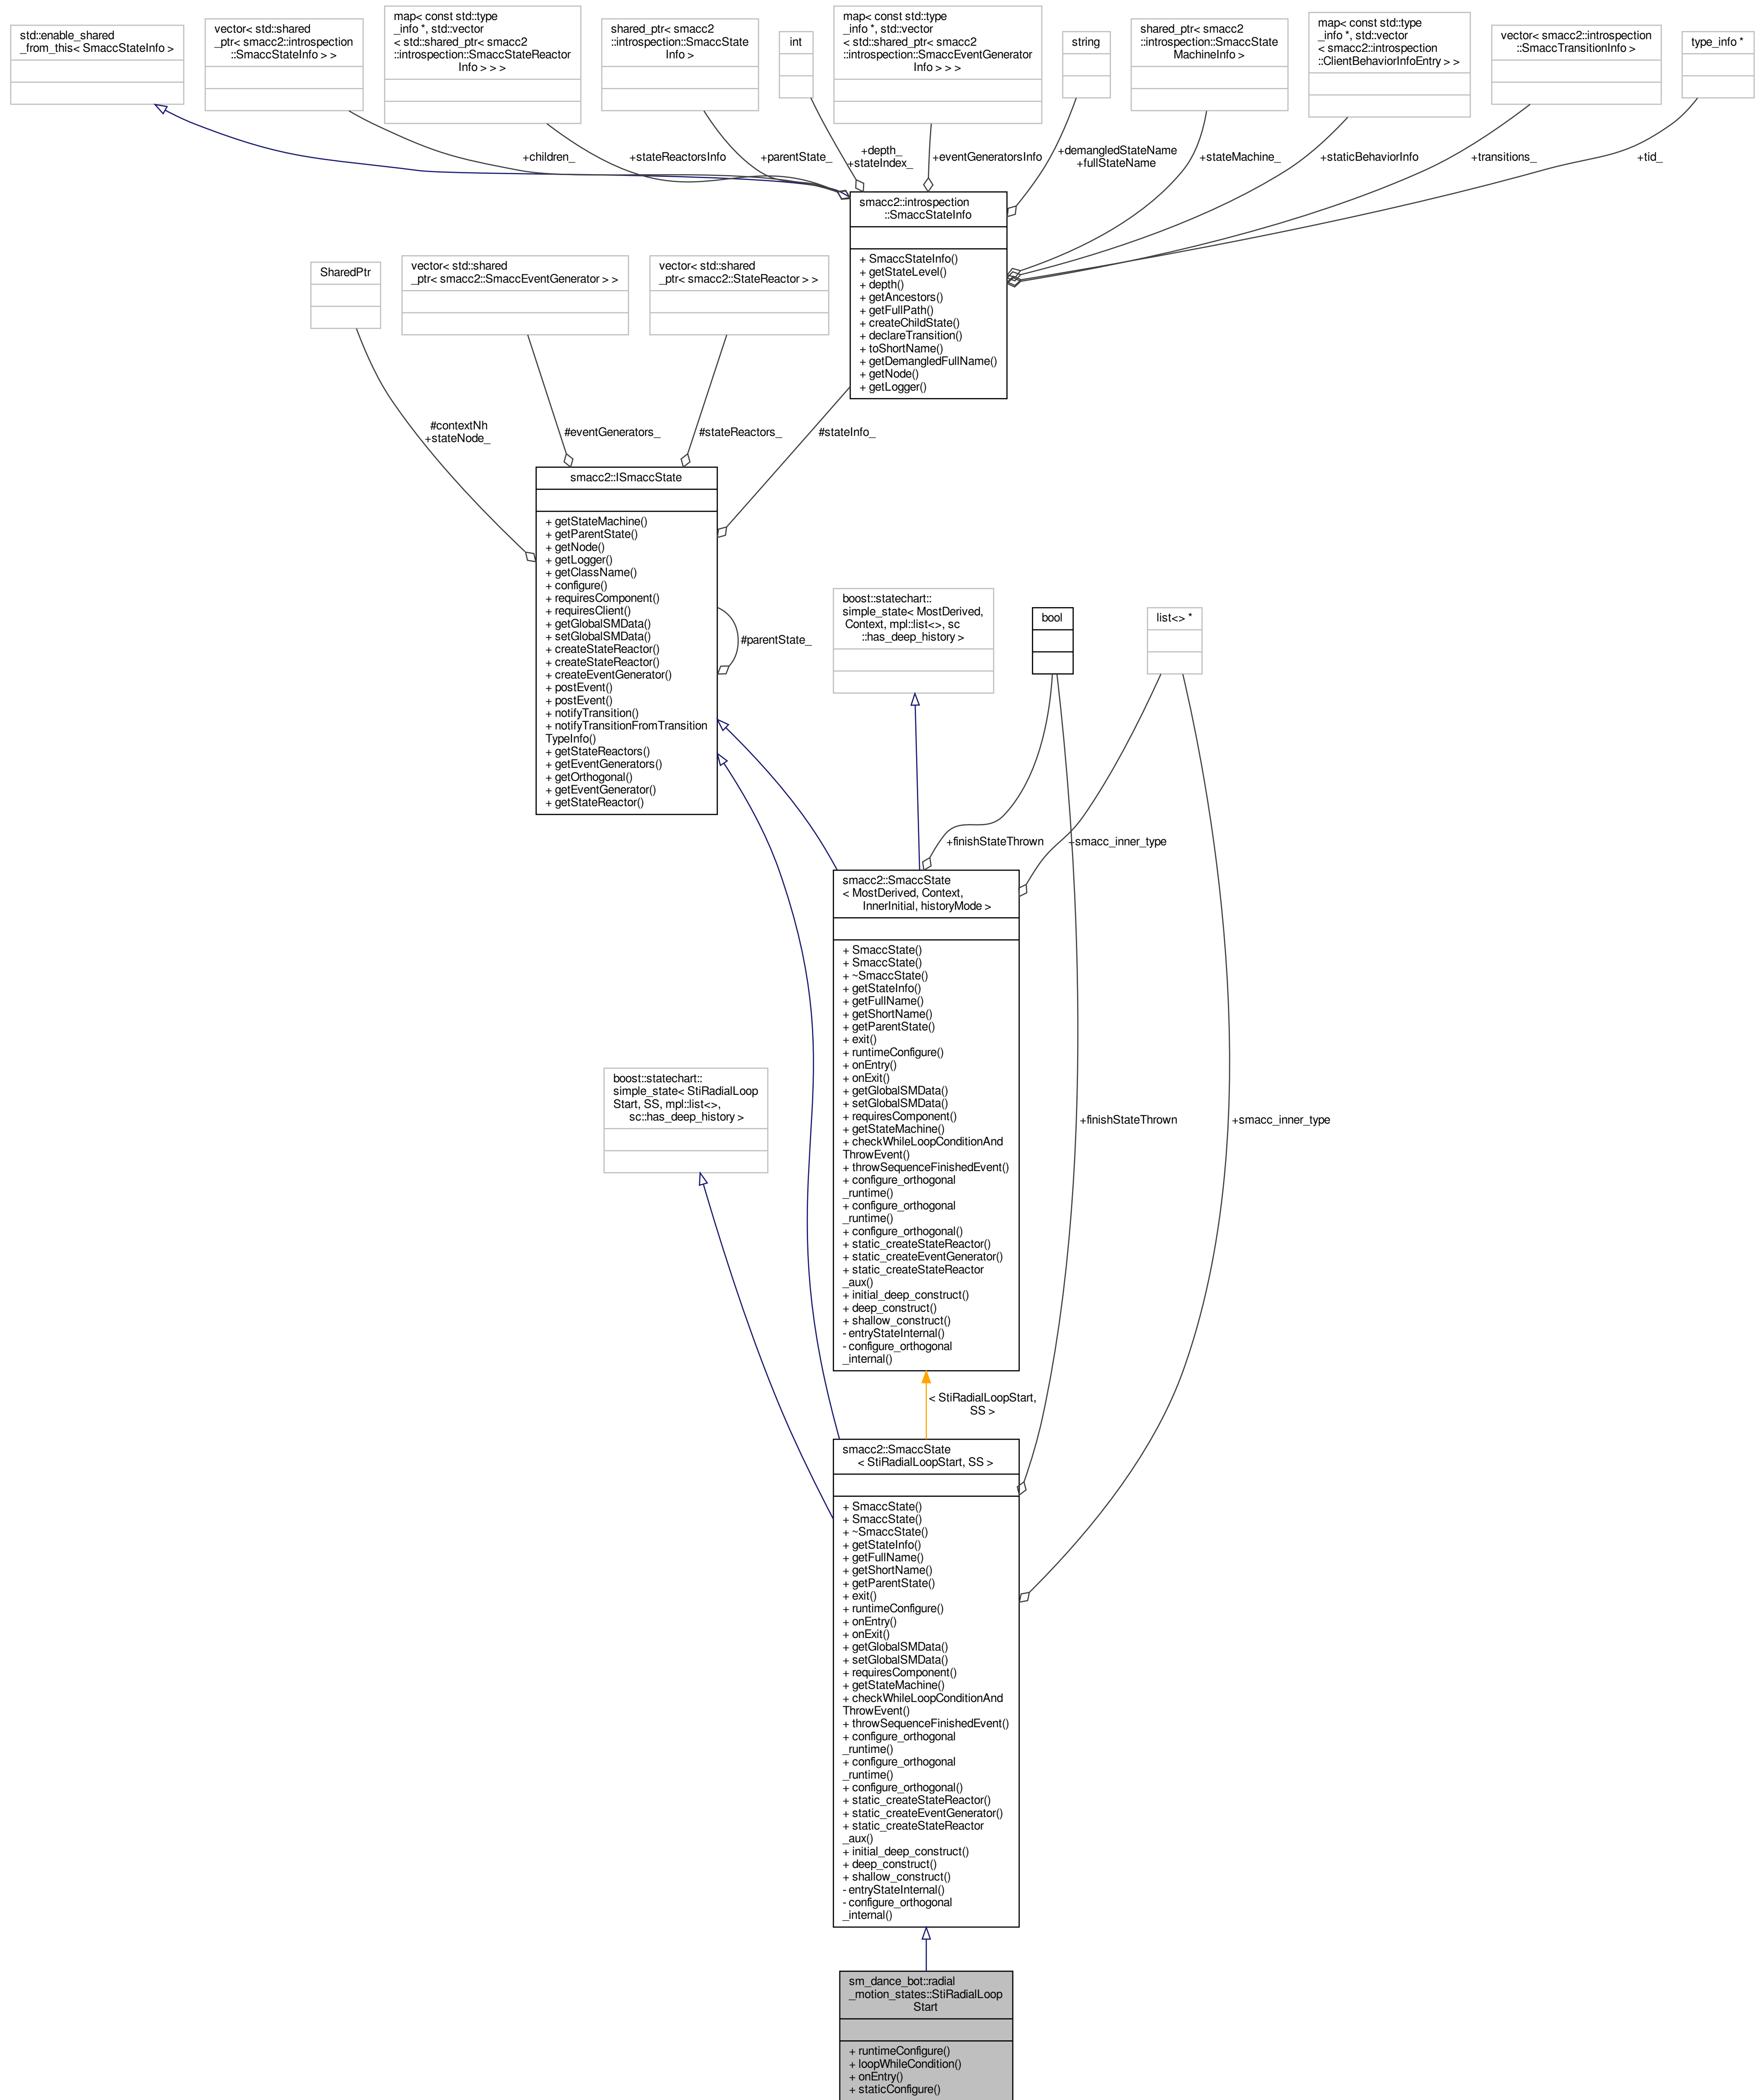 std::enable_shared
_from_this< SmaccStateInfo >
vector< std::shared
_ptr< smacc2::introspection
::SmaccStateInfo > >
map< const std::type
_info *, std::vector
< std::shared_ptr< smacc2
::introspection::SmaccStateReactor
Info > > >
shared_ptr< smacc2
::introspection::SmaccState
Info >
int
map< const std::type
_info *, std::vector
< std::shared_ptr< smacc2
::introspection::SmaccEventGenerator
Info > > >
string
shared_ptr< smacc2
::introspection::SmaccState
MachineInfo >
map< const std::type
_info *, std::vector
< smacc2::introspection
::ClientBehaviorInfoEntry > >
vector< smacc2::introspection
::SmaccTransitionInfo >
type_info *
+children_
+stateReactorsInfo
+parentState_
+depth_
+stateIndex_
+eventGeneratorsInfo
+demangledStateName
+fullStateName
+stateMachine_
+staticBehaviorInfo
+transitions_
+tid_
smacc2::introspection
::SmaccStateInfo
+ SmaccStateInfo()
+ getStateLevel()
+ depth()
+ getAncestors()
+ getFullPath()
+ createChildState()
+ declareTransition()
+ toShortName()
+ getDemangledFullName()
+ getNode()
+ getLogger()
SharedPtr
vector< std::shared
_ptr< smacc2::SmaccEventGenerator > >
vector< std::shared
_ptr< smacc2::StateReactor > >
#contextNh
+stateNode_
#eventGenerators_
#stateReactors_
#stateInfo_
smacc2::ISmaccState
+ getStateMachine()
+ getParentState()
+ getNode()
+ getLogger()
+ getClassName()
+ configure()
+ requiresComponent()
+ requiresClient()
+ getGlobalSMData()
+ setGlobalSMData()
+ createStateReactor()
+ createStateReactor()
+ createEventGenerator()
+ postEvent()
+ postEvent()
+ notifyTransition()
+ notifyTransitionFromTransition
TypeInfo()
+ getStateReactors()
+ getEventGenerators()
+ getOrthogonal()
+ getEventGenerator()
+ getStateReactor()
#parentState_
boost::statechart::
simple_state< MostDerived,
Context, mpl::list<>, sc
::has_deep_history >
bool
list<> *
+finishStateThrown
+smacc_inner_type
smacc2::SmaccState
< MostDerived, Context,
InnerInitial, historyMode >
+ SmaccState()
+ SmaccState()
+ ~SmaccState()
+ getStateInfo()
+ getFullName()
+ getShortName()
+ getParentState()
+ exit()
+ runtimeConfigure()
+ onEntry()
+ onExit()
+ getGlobalSMData()
+ setGlobalSMData()
+ requiresComponent()
+ getStateMachine()
+ checkWhileLoopConditionAnd
ThrowEvent()
+ throwSequenceFinishedEvent()
+ configure_orthogonal
_runtime()
+ configure_orthogonal
_runtime()
+ configure_orthogonal()
+ static_createStateReactor()
+ static_createEventGenerator()
+ static_createStateReactor
_aux()
+ initial_deep_construct()
+ deep_construct()
+ shallow_construct()
- entryStateInternal()
- configure_orthogonal
_internal()
boost::statechart::
simple_state< StiRadialLoop
Start, SS, mpl::list<>,
sc::has_deep_history >
+finishStateThrown
+smacc_inner_type
< StiRadialLoopStart,
SS >
smacc2::SmaccState
< StiRadialLoopStart, SS >
+ SmaccState()
+ SmaccState()
+ ~SmaccState()
+ getStateInfo()
+ getFullName()
+ getShortName()
+ getParentState()
+ exit()
+ runtimeConfigure()
+ onEntry()
+ onExit()
+ getGlobalSMData()
+ setGlobalSMData()
+ requiresComponent()
+ getStateMachine()
+ checkWhileLoopConditionAnd
ThrowEvent()
+ throwSequenceFinishedEvent()
+ configure_orthogonal
_runtime()
+ configure_orthogonal
_runtime()
+ configure_orthogonal()
+ static_createStateReactor()
+ static_createEventGenerator()
+ static_createStateReactor
_aux()
+ initial_deep_construct()
+ deep_construct()
+ shallow_construct()
- entryStateInternal()
- configure_orthogonal
_internal()
sm_dance_bot::radial
_motion_states::StiRadialLoop
Start
+ runtimeConfigure()
+ loopWhileCondition()
+ onEntry()
+ staticConfigure()